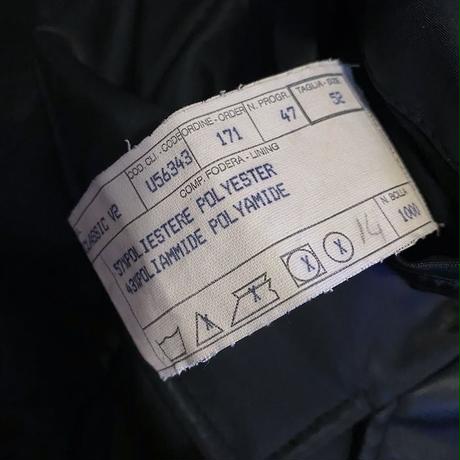 COD. CLI. - CODE ORDINE - ORDER N. PROGR. TAGLIA - SIZE
U56343 171 47 52
CLASSIC V2 COMP. FODERA - LINING
57%POLIESTERE POLYESTER
43%POLIAMMIDE POLYAMIDE
N. BOLLA
1000
14